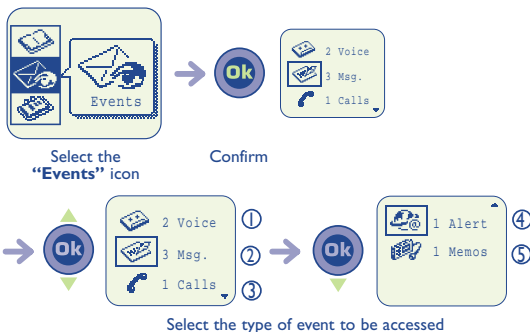 Events
Ok
2 Voice
3 Msg.
1 Calls
Select the
“Events” icon
Confirm
Ok
2 Voice ①
3 Msg. ②
1 Calls ③
Ok
1 Alert ④
1 Memos ⑤
Select the type of event to be accessed